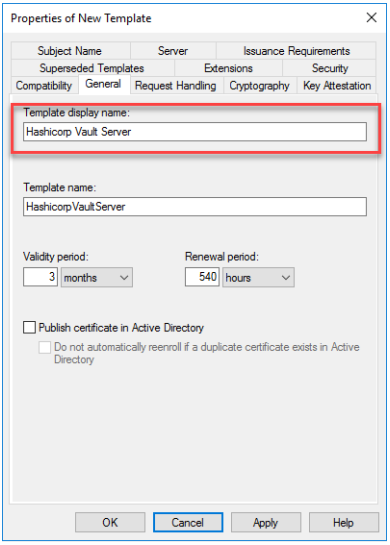 Properties of New Template
Subject Name Server Issuance Requirements
Superseded Templates Extensions Security
Compatibility General Request Handling Cryptography Key Attestation
Template display name:
Hashicorp Vault Server
Template name:
HashicorpVaultServer
Validity period: Renewal period:
3 months 540 hours
Publish certificate in Active Directory
Do not automatically reenroll if a duplicate certificate exists in Active
Directory
OK Cancel Apply Help